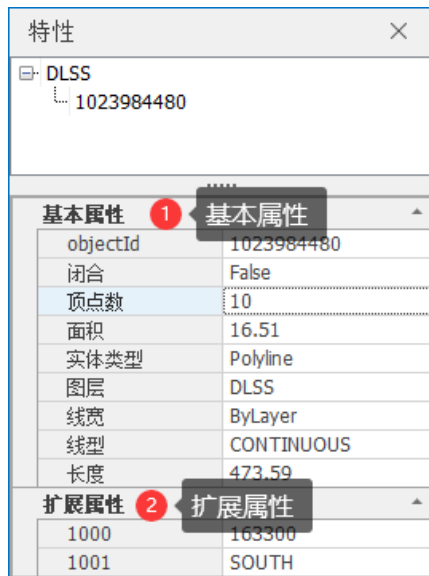 特性
DLSS
1023984480
基本属性 1 基本属性
objectId 1023984480
闭合 False
顶点数 10
面积 16.51
实体类型 Polyline
图层 DLSS
线宽 ByLayer
线型 CONTINUOUS
长度 473.59
扩展属性 2 扩展属性
1000 163300
1001 SOUTH